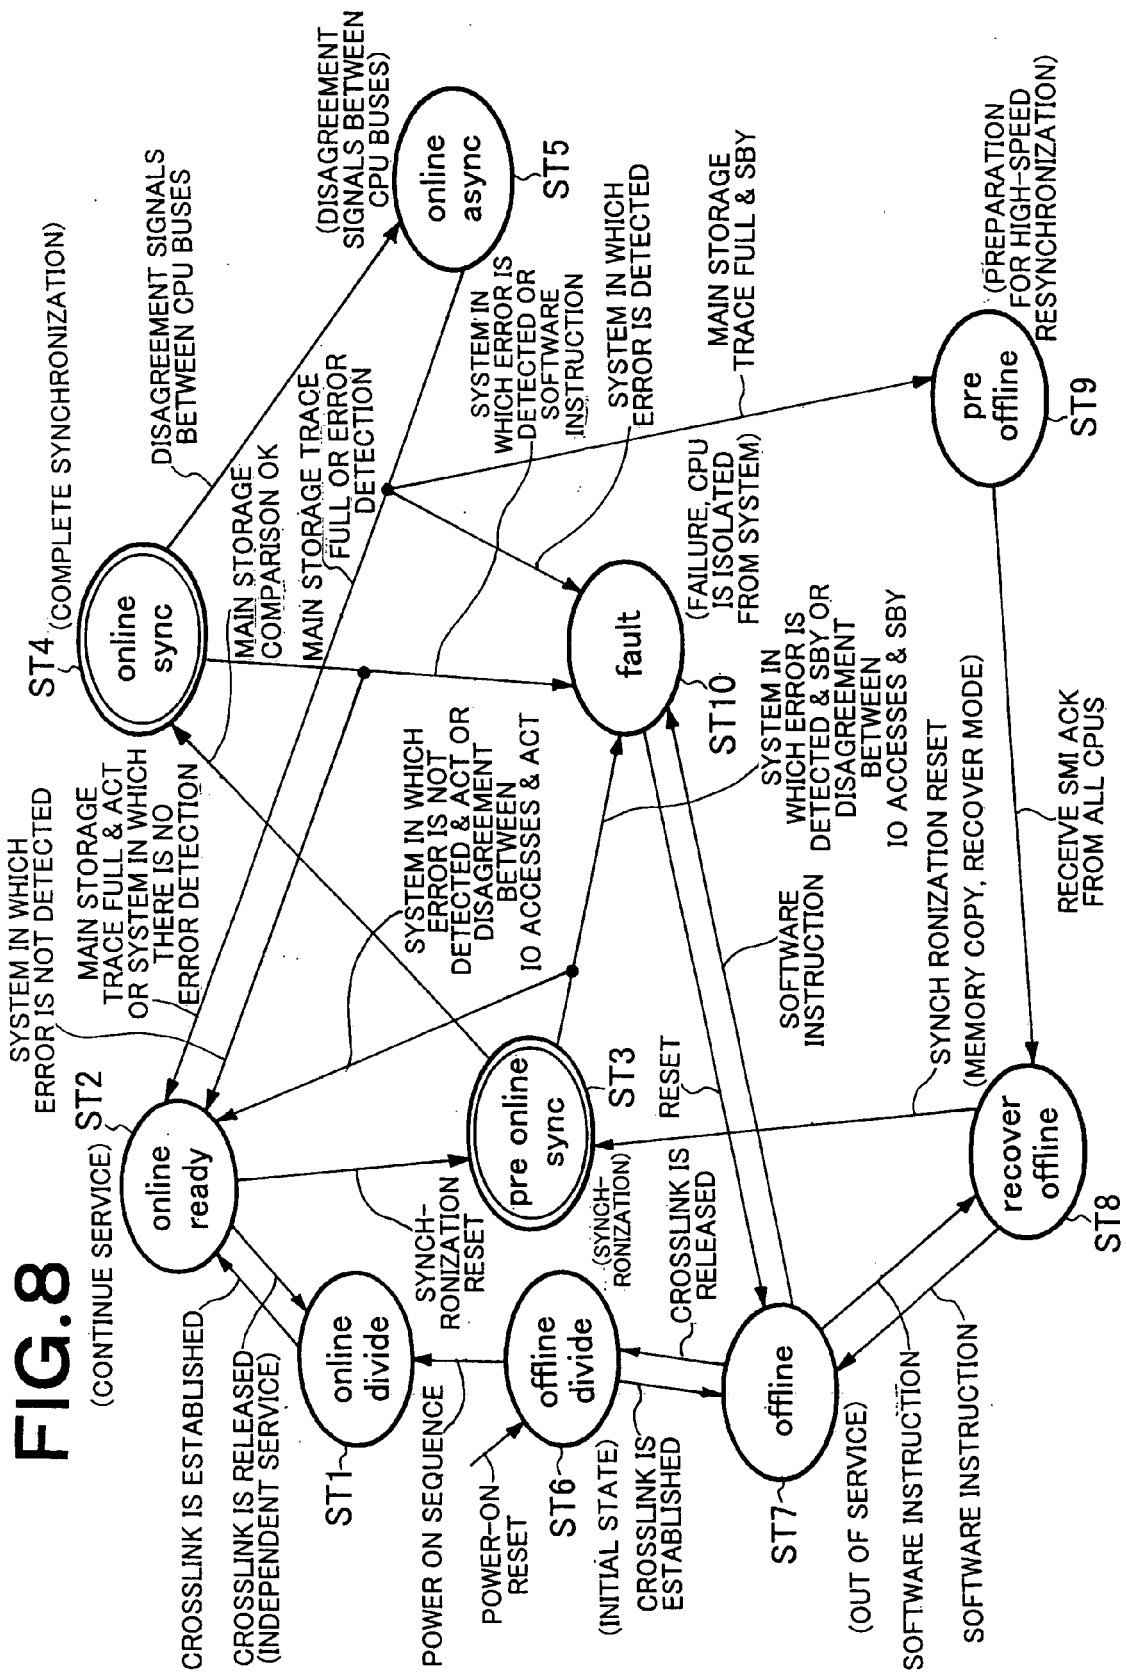 FIG.8
(CONTINUE SERVICE)
ST2
online
ready
SYSTEM IN WHICH
ERROR IS NOT DETECTED
MAIN STORAGE
TRACE FULL & ACT
OR SYSTEM IN WHICH
THERE IS NO
ERROR DETECTION
ST4
(COMPLETE SYNCHRONIZATION)
online
sync
DISAGREEMENT SIGNALS
BETWEEN CPU BUSES
(DISAGREEMENT
SIGNALS BETWEEN
CPU BUSES)
online
async
ST5
MAIN STORAGE
COMPARISON OK
MAIN STORAGE TRACE
FULL OR ERROR
DETECTION
SYSTEM IN
WHICH ERROR IS
DETECTED OR
SOFTWARE
INSTRUCTION
SYSTEM IN WHICH
ERROR IS DETECTED
MAIN STORAGE
TRACE FULL & SBY
CROSSLINK IS ESTABLISHED
CROSSLINK IS RELEASED
(INDEPENDENT SERVICE)
online
divide
ST1
SYNCH-
RONIZATION
RESET
SYSTEM IN WHICH
ERROR IS NOT
DETECTED & ACT OR
DISAGREEMENT
BETWEEN
IO ACCESSES & ACT
pre online
sync
ST3
(SYNCH-
RONIZATION)
fault
ST10
(FAILURE, CPU
IS ISOLATED
FROM SYSTEM)
POWER ON SEQUENCE
POWER-ON
RESET
offline
divide
ST6
(INITIAL STATE)
CROSSLINK IS
ESTABLISHED
CROSSLINK IS
RELEASED
RESET
SOFTWARE
INSTRUCTION
SYSTEM IN
WHICH ERROR IS
DETECTED & SBY OR
DISAGREEMENT
BETWEEN
IO ACCESSES & SBY
offline
ST7
(OUT OF SERVICE)
SOFTWARE INSTRUCTION
SOFTWARE INSTRUCTION
SYNCH RONIZATION RESET
(MEMORY COPY, RECOVER MODE)
recover
offline
ST8
RECEIVE SMI ACK
FROM ALL CPUS
pre
offline
ST9
(PREPARATION
FOR HIGH-SPEED
RESYNCHRONIZATION)